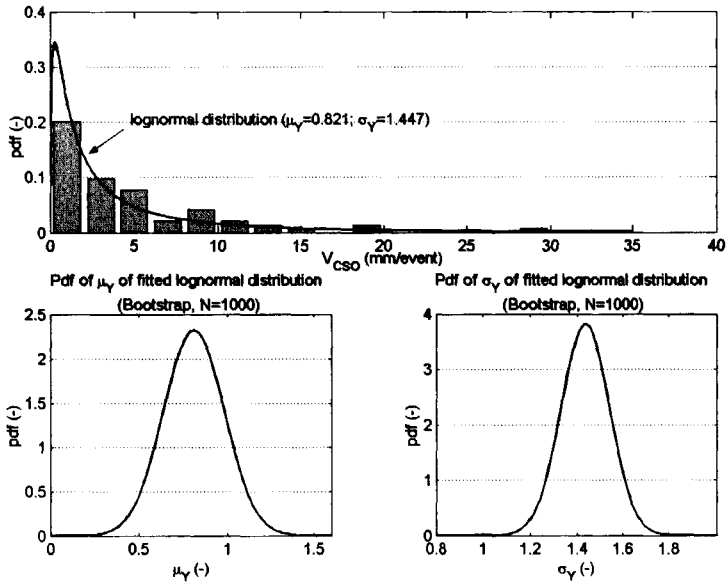 0.4
0.3
0.2
0.1
0
pdf (-)
lognormal distribution (μY=0.821; σY=1.447)
0 5 10 15 20 25 30 35 40
VCSO (mm/event)
Pdf of μY of fitted lognormal distribution
(Bootstrap, N=1000)
2.5
2
1.5
1
0.5
0
pdf (-)
0 0.5 1 1.5
μY (-)
Pdf of σY of fitted lognormal distribution
(Bootstrap, N=1000)
4
3
2
1
0
pdf (-)
0.8 1 1.2 1.4 1.6 1.8
σY (-)